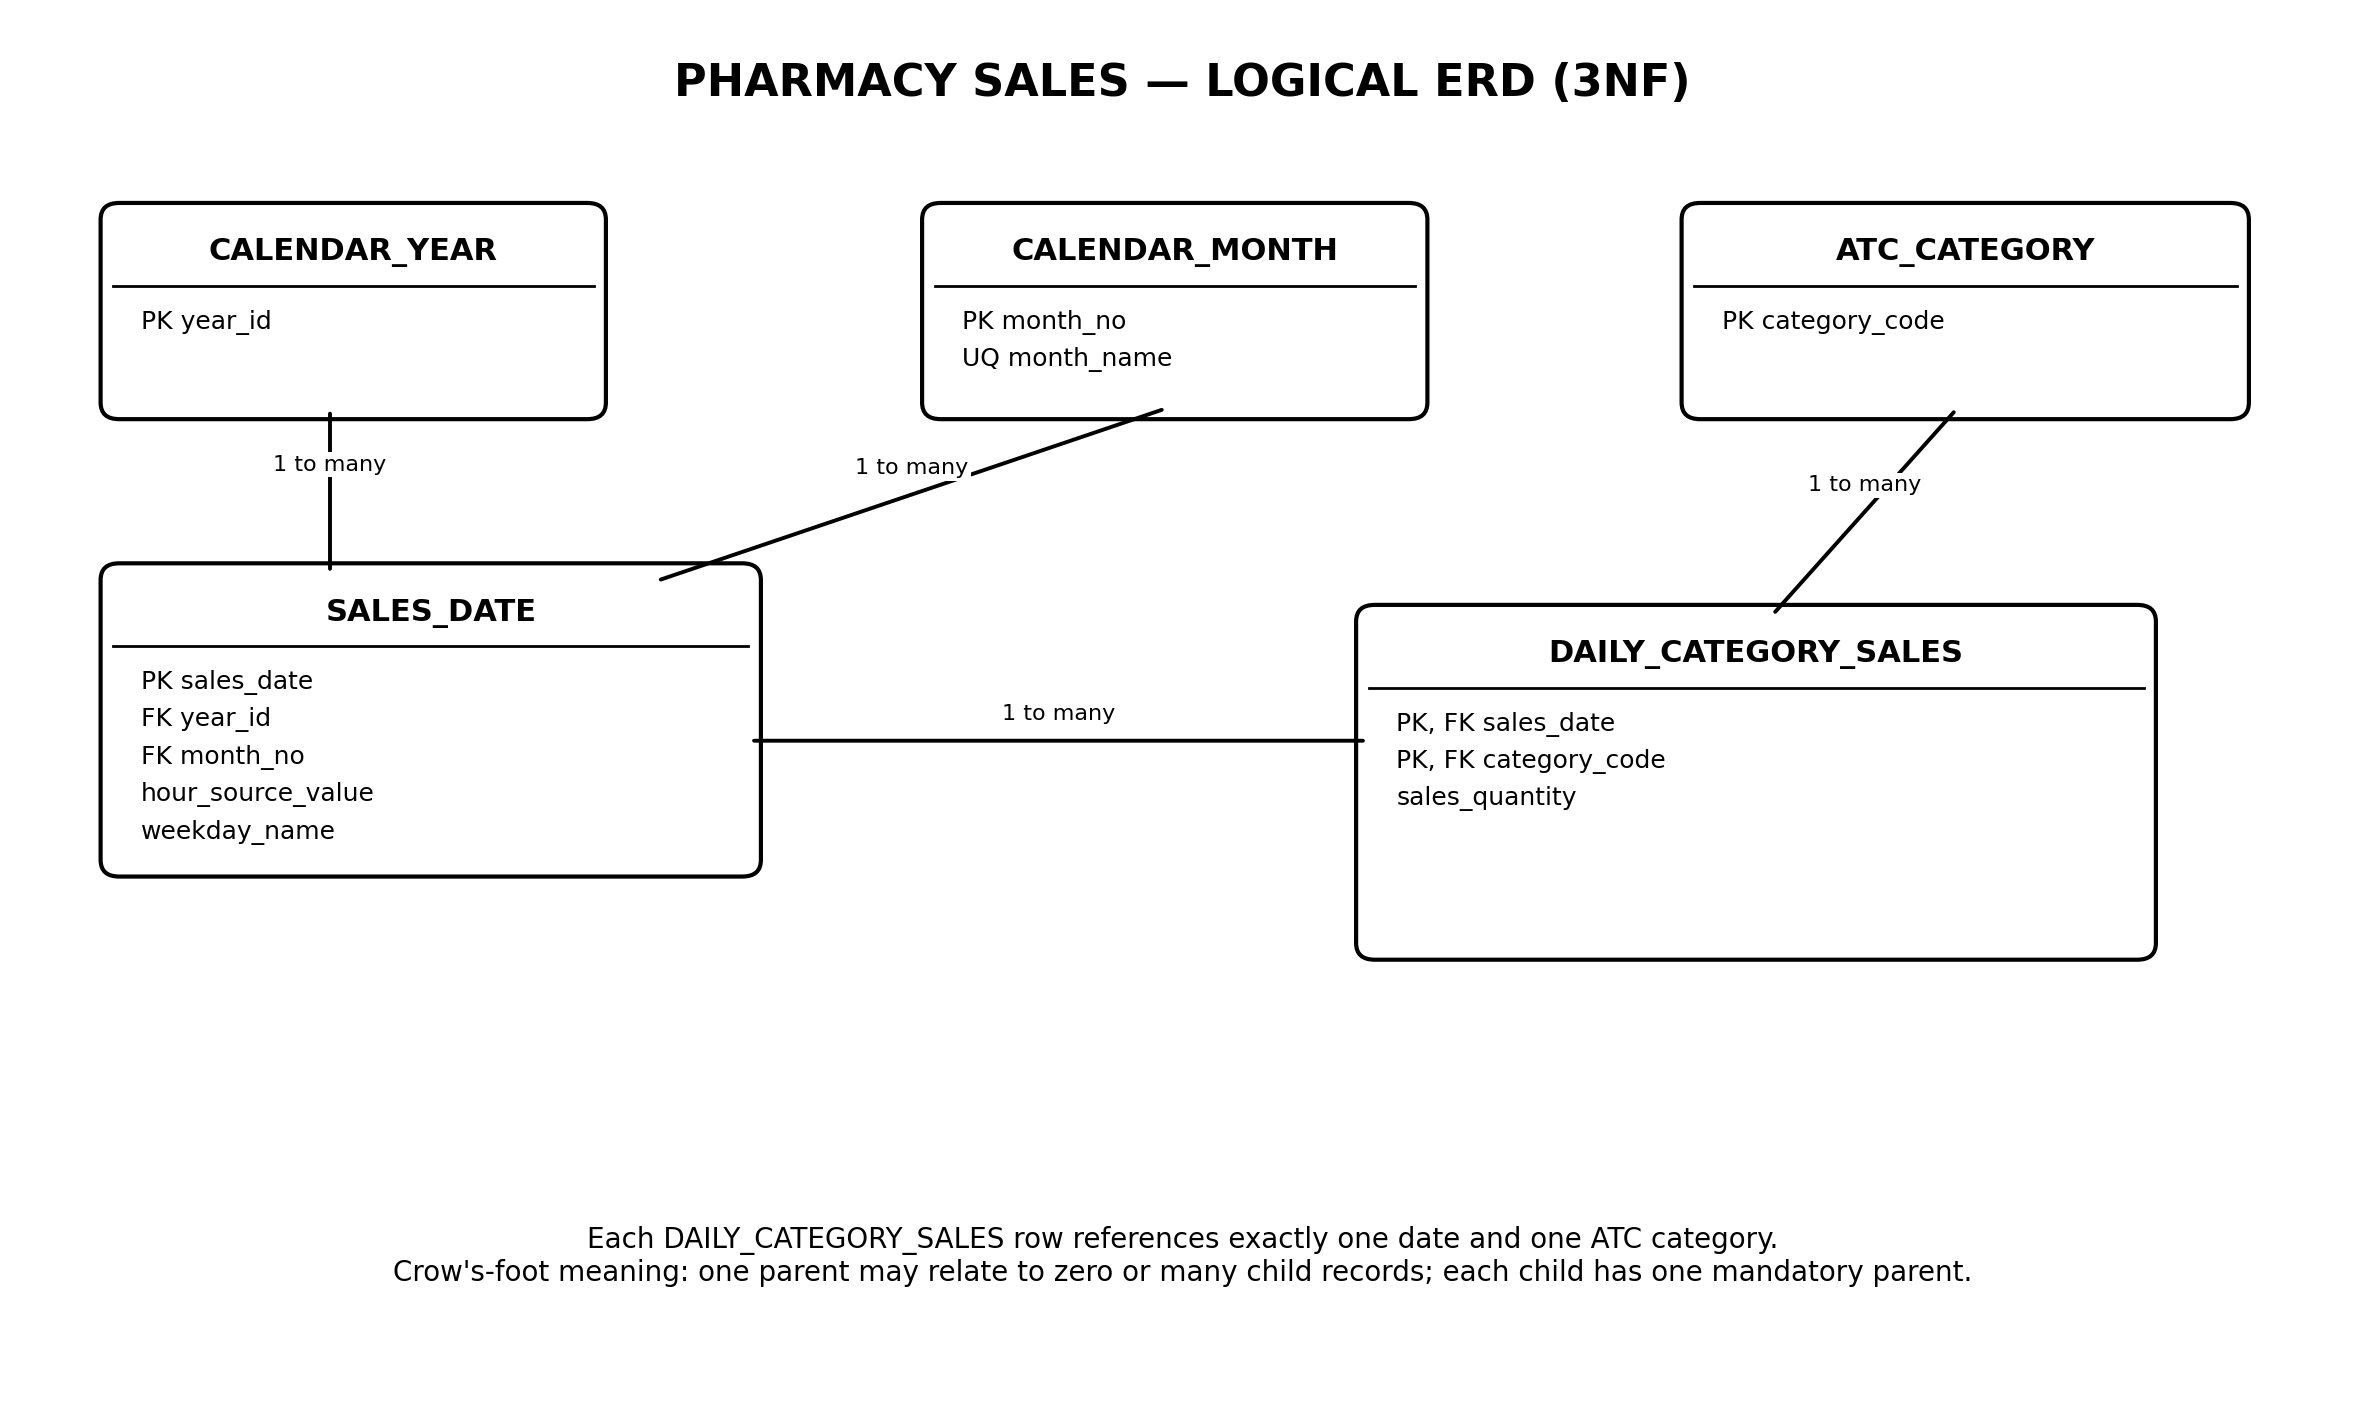 PHARMACY SALES — LOGICAL ERD (3NF)
CALENDAR_YEAR
PK year_id
CALENDAR_MONTH
PK month_no
UQ month_name
ATC_CATEGORY
PK category_code
1 to many
1 to many
1 to many
SALES_DATE
PK sales_date
FK year_id
FK month_no
hour_source_value
weekday_name
1 to many
DAILY_CATEGORY_SALES
PK, FK sales_date
PK, FK category_code
sales_quantity
Each DAILY_CATEGORY_SALES row references exactly one date and one ATC category.
Crow's-foot meaning: one parent may relate to zero or many child records; each child has one mandatory parent.